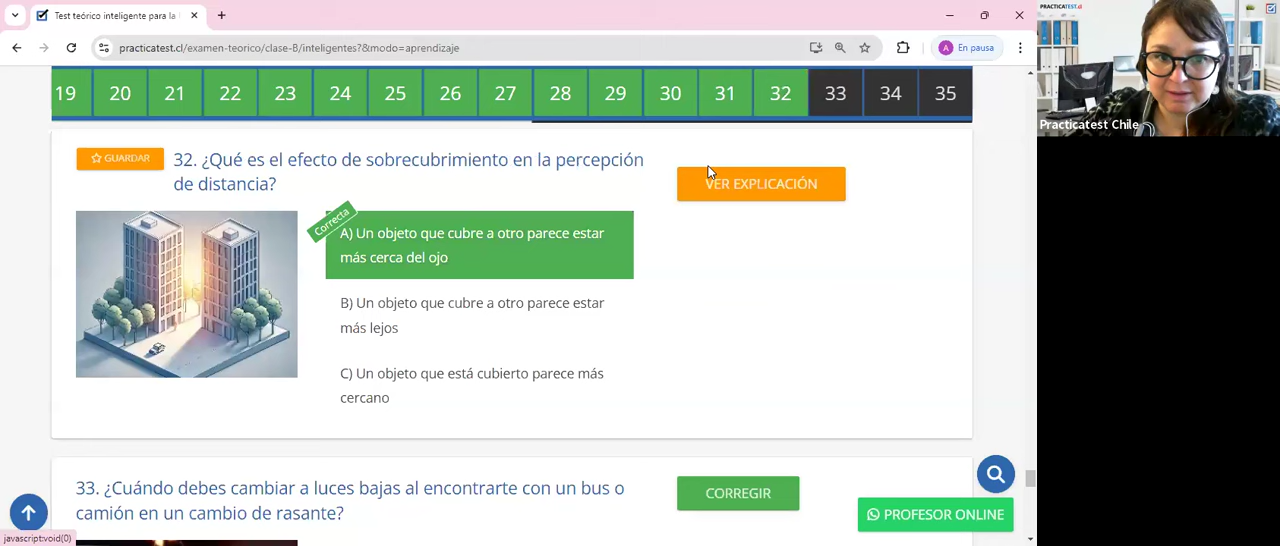 Test teórico inteligente para la
practicatest.cl/examen-teorico/clase-B/inteligentes?&modo=aprendizaje
A
En pausa
PRACTICATEST.cl
Practicatest Chile
19 20 21 22 23 24 25 26 27 28 29 30 31 32 33 34 35
GUARDAR
32. ¿Qué es el efecto de sobrecubrimiento en la percepción
de distancia?
VER EXPLICACIÓN
Correcta
A) Un objeto que cubre a otro parece estar
más cerca del ojo
B) Un objeto que cubre a otro parece estar
más lejos
C) Un objeto que está cubierto parece más
cercano
33. ¿Cuándo debes cambiar a luces bajas al encontrarte con un bus o
camión en un cambio de rasante?
CORREGIR
PROFESOR ONLINE
javascript:void(0)